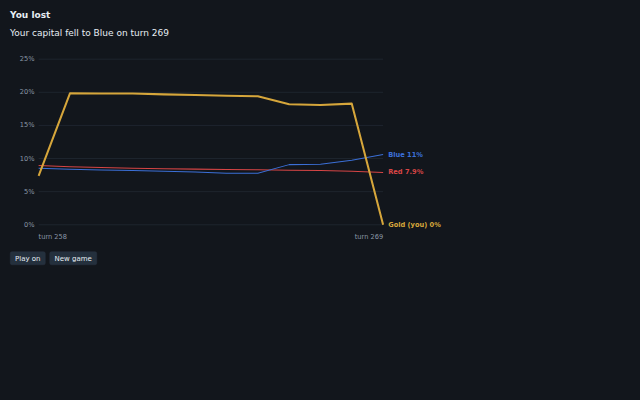 You lost
Your capital fell to Blue on turn 269
25%
20%
15%
10%
5%
0%
Blue 11%
Red 7.9%
Gold (you) 0%
turn 258
turn 269
Play on
New game